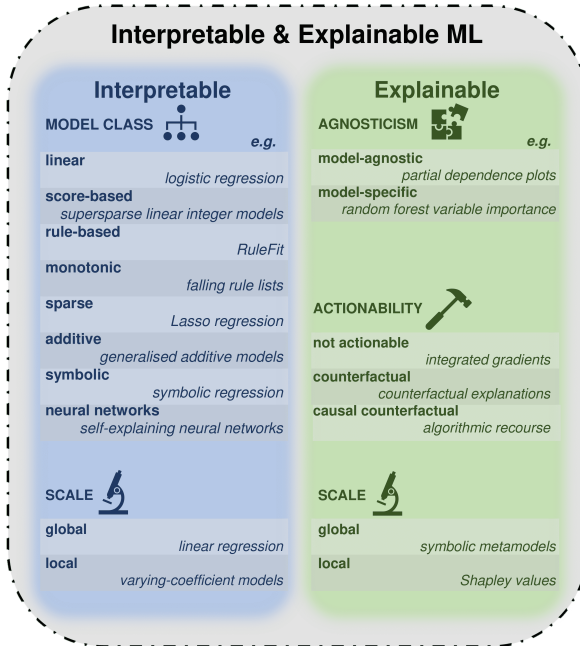 Interpretable & Explainable ML
Interpretable
MODEL CLASS
e.g.
linear
logistic regression
score-based
supersparse linear integer models
rule-based
RuleFit
monotonic
falling rule lists
sparse
Lasso regression
additive
generalised additive models
symbolic
symbolic regression
neural networks
self-explaining neural networks
SCALE
global
linear regression
local
varying-coefficient models
Explainable
AGNOSTICISM
e.g.
model-agnostic
partial dependence plots
model-specific
random forest variable importance
ACTIONABILITY
not actionable
integrated gradients
counterfactual
counterfactual explanations
causal counterfactual
algorithmic recourse
SCALE
global
symbolic metamodels
local
Shapley values